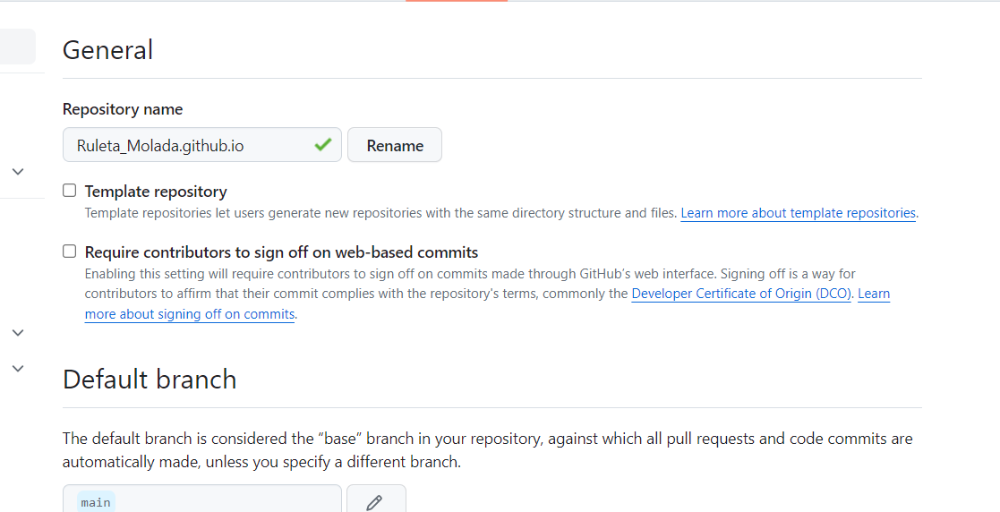 General
Repository name
Ruleta_Molada.github.io
Rename
Template repository
Template repositories let users generate new repositories with the same directory structure and files. Learn more about template repositories.
Require contributors to sign off on web-based commits
Enabling this setting will require contributors to sign off on commits made through GitHub's web interface. Signing off is a way for
contributors to affirm that their commit complies with the repository's terms, commonly the Developer Certificate of Origin (DCO). Learn
more about signing off on commits.
Default branch
The default branch is considered the “base” branch in your repository, against which all pull requests and code commits are
automatically made, unless you specify a different branch.
main